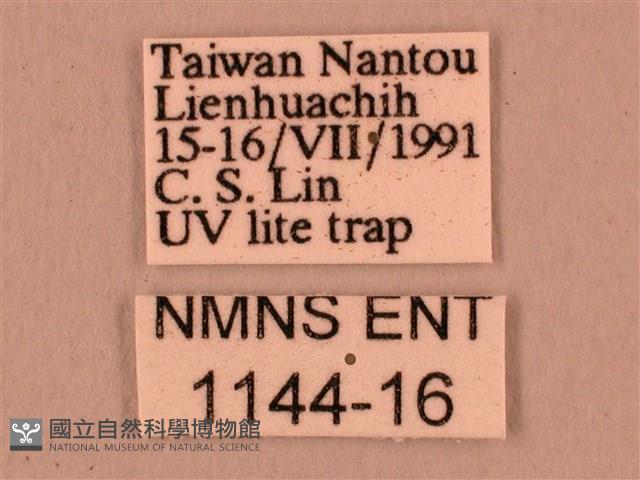 Taiwan Nantou
Lienhuachih
15-16/VII/1991
C. S. Lin
UV lite trap
NMNS ENT
1144-16
國立自然科學博物館
NATIONAL MUSEUM OF NATURAL SCIENCE